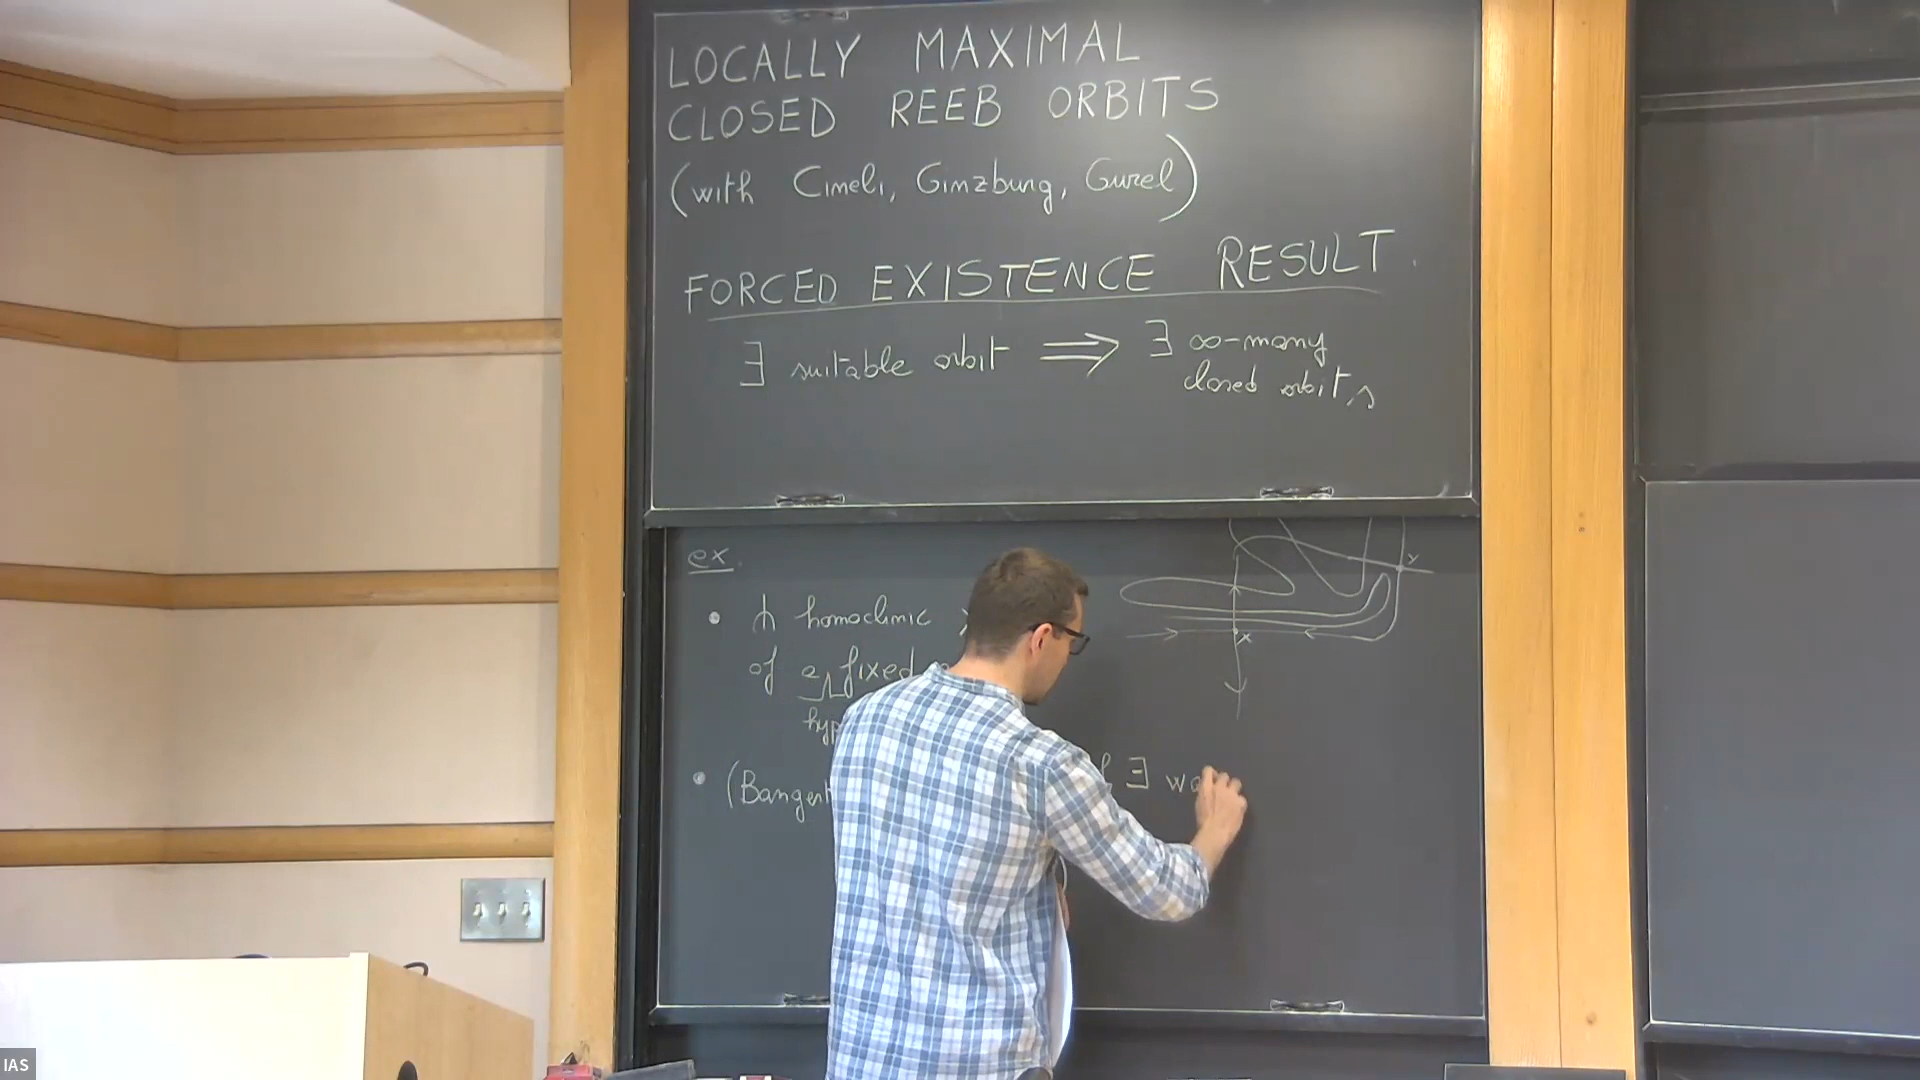 LOCALLY MAXIMAL
CLOSED REEB ORBITS
(with Cineli, Ginzburg, Gurel)
FORCED EXISTENCE RESULT.
∃ suitable orbit ⟹ ∃ ∞-many
closed orbits
ex.
⋔ homoclinic
of a fixed
hyp
(Bangert
∃ wa
y
x
IAS